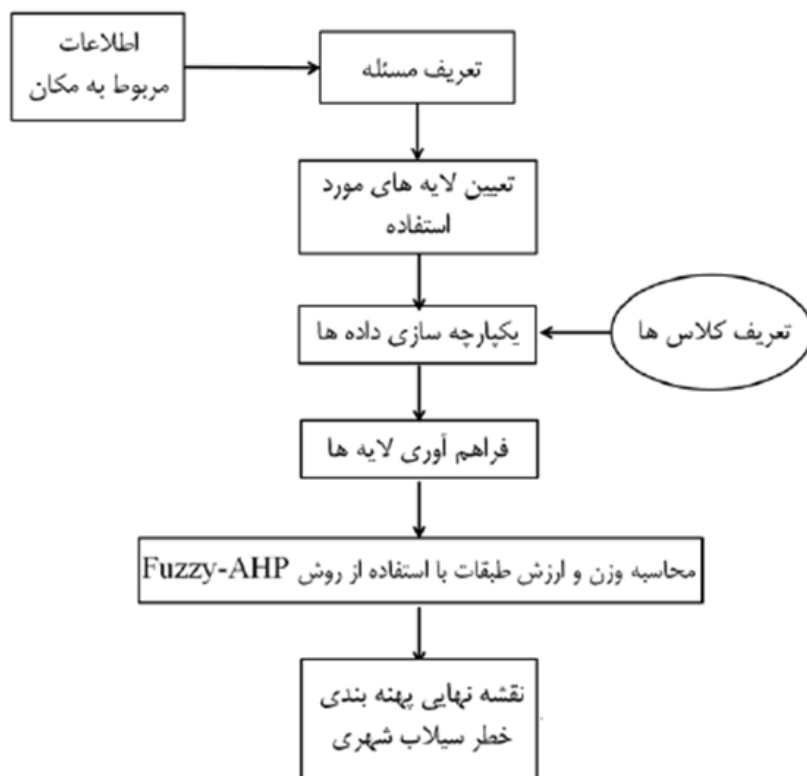 اطلاعات
مربوط به مکان
تعریف مسئله
تعیین لایه های مورد
استفاده
یکپارچه سازی داده ها
تعریف کلاس ها
فراهم آوری لایه ها
محاسبه وزن و ارزش طبقات با استفاده از روش Fuzzy-AHP
نقشه نهایی پهنه بندی
خطر سیلاب شهری